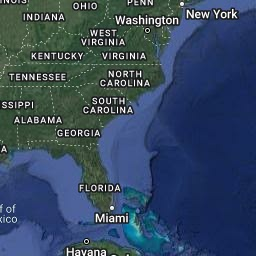 OHIO
PENN
New York
INDIANA
Washington
WEST
VIRGINIA
KENTUCKY
VIRGINIA
TENNESSEE
NORTH
CAROLINA
SSIPPI
SOUTH
CAROLINA
ALABAMA
GEORGIA
A
FLORIDA
f of
xico
Miami
Havana